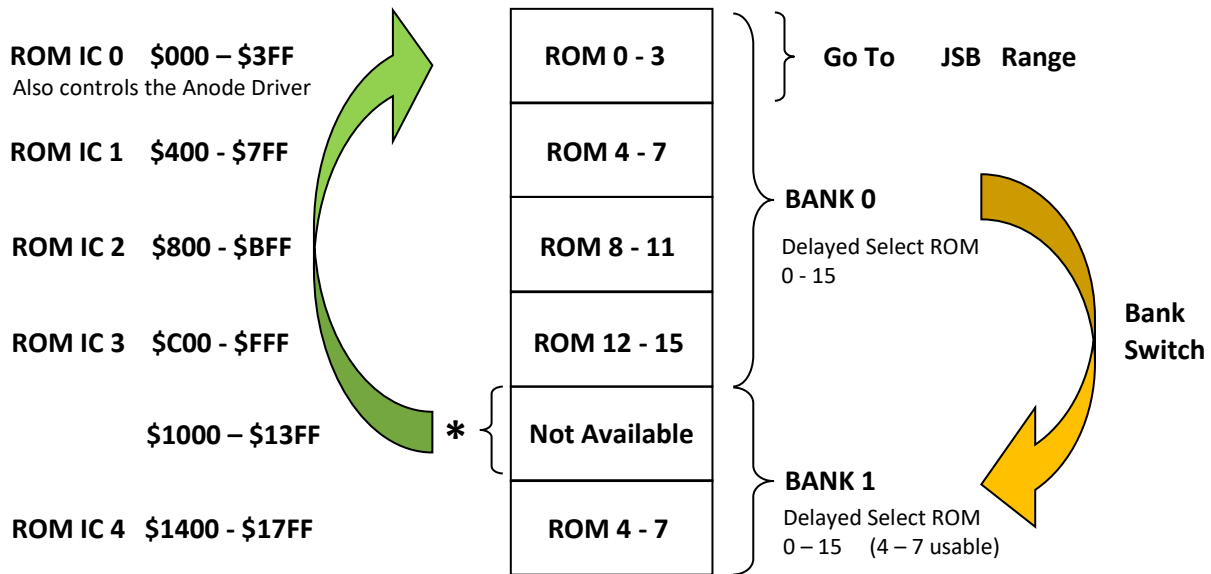 ROM IC 0 $000 – $3FF
Also controls the Anode Driver
ROM 0 - 3
Go To JSB Range
ROM IC 1 $400 - $7FF
ROM 4 - 7
BANK 0
Delayed Select ROM
0 - 15
ROM IC 2 $800 - $BFF
ROM 8 - 11
Bank
Switch
ROM IC 3 $C00 - $FFF
ROM 12 - 15
$1000 – $13FF
*
Not Available
BANK 1
Delayed Select ROM
0 – 15 (4 – 7 usable)
ROM IC 4 $1400 - $17FF
ROM 4 - 7